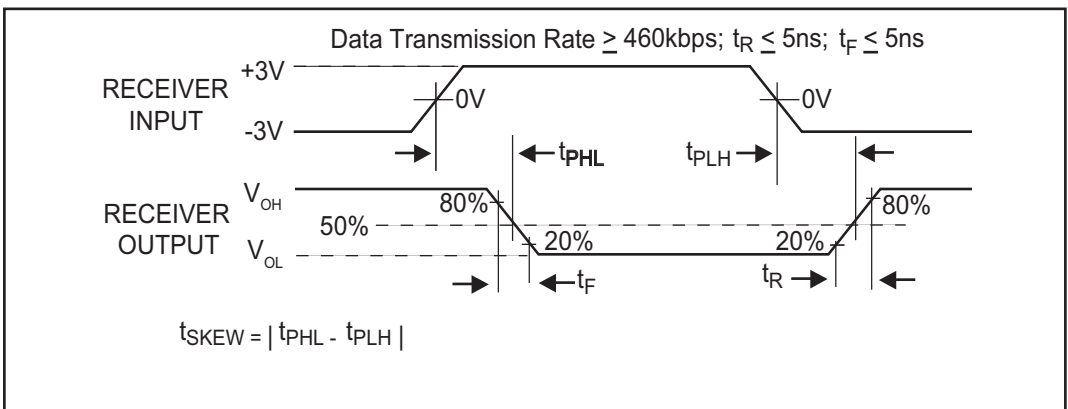 Data Transmission Rate ≥ 460kbps; tR ≤ 5ns; tF ≤ 5ns
+3V
RECEIVER
INPUT
0V
0V
-3V
tPHL
tPLH
VOH
RECEIVER
OUTPUT
80%
80%
50%
20%
20%
VOL
tF
tR
tSKEW = | tPHL - tPLH |